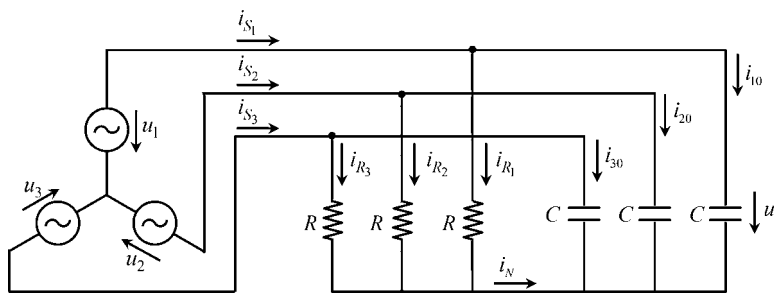 i_{S_1}
i_{S_2}
i_{10}
i_{S_3}
i_{20}
u_1
i_{R_3} i_{R_2} i_{R_1} i_{30}
u_3
R R R C C C u
u_2
i_N